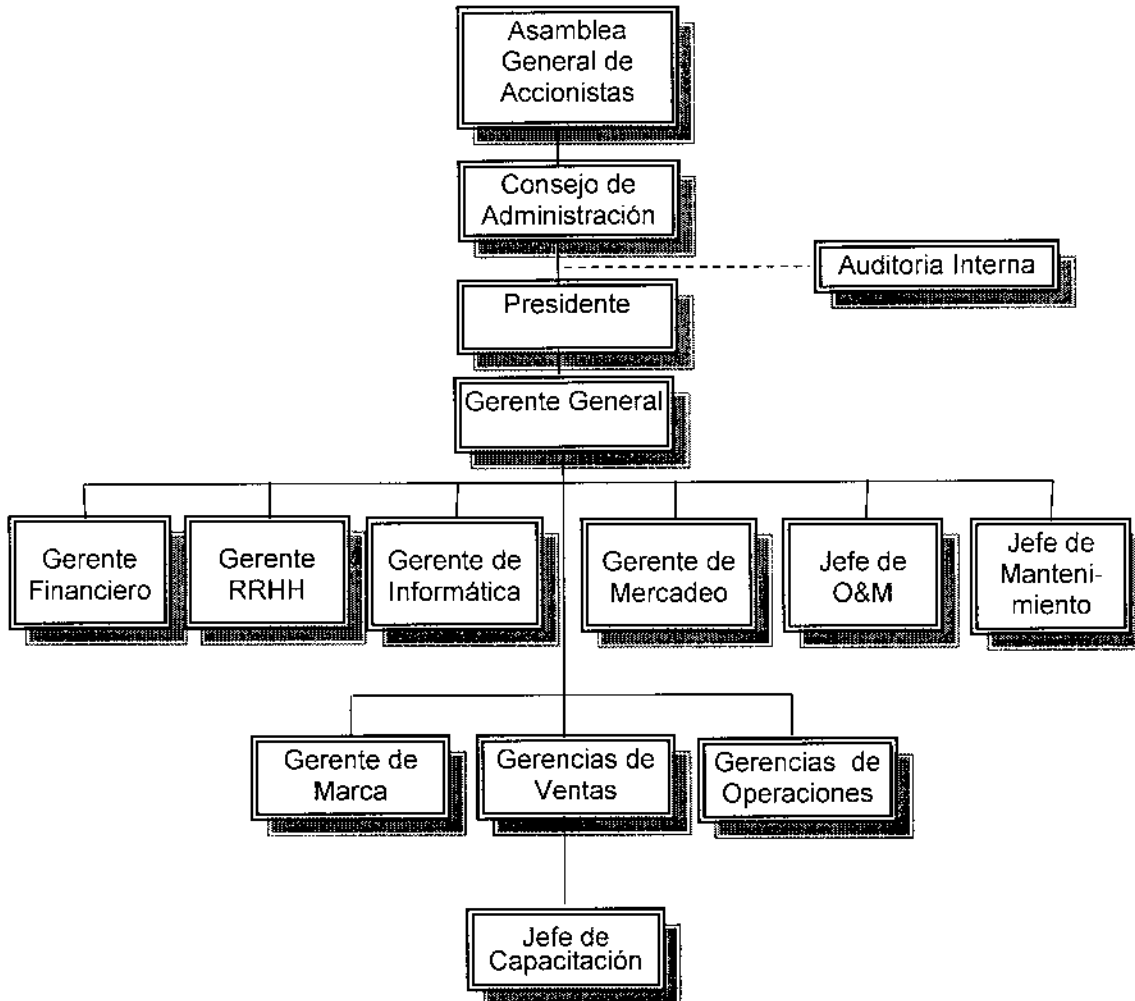 Asamblea
General de
Accionistas
Consejo de
Administración
Auditoria Interna
Presidente
Gerente General
Gerente
Financiero
Gerente
RRHH
Gerente de
Informática
Gerente de
Mercadeo
Jefe de
O&M
Jefe de
Manteni-
miento
Gerente de
Marca
Gerencias de
Ventas
Gerencias de
Operaciones
Jefe de
Capacitación